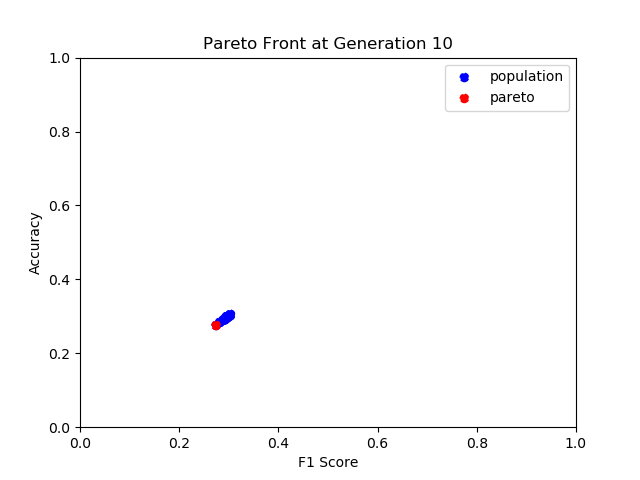 Pareto Front at Generation 10
population
pareto
1.0
0.8
0.6
0.4
0.2
0.0
Accuracy
0.0 0.2 0.4 0.6 0.8 1.0
F1 Score